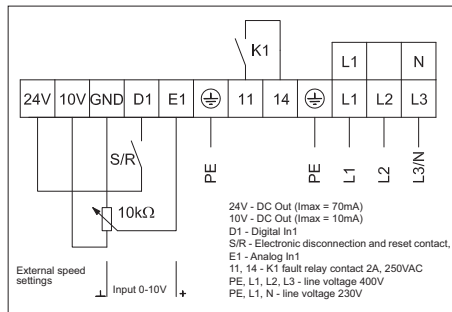 K1
L1
N
24V
10V
GND
D1
E1
11
14
L1
L2
L3
S/R
PE
PE
L1
L2
L3/N
10kΩ
24V - DC Out (Imax = 70mA)
10V - DC Out (Imax = 10mA)
D1 - Digital In1
S/R - Electronic disconnection and reset contact,
E1 - Analog In1
11, 14 - K1 fault relay contact 2A, 250VAC
PE, L1, L2, L3 - line voltage 400V
PE, L1, N - line voltage 230V
External speed
settings
⊥ Input 0-10V +